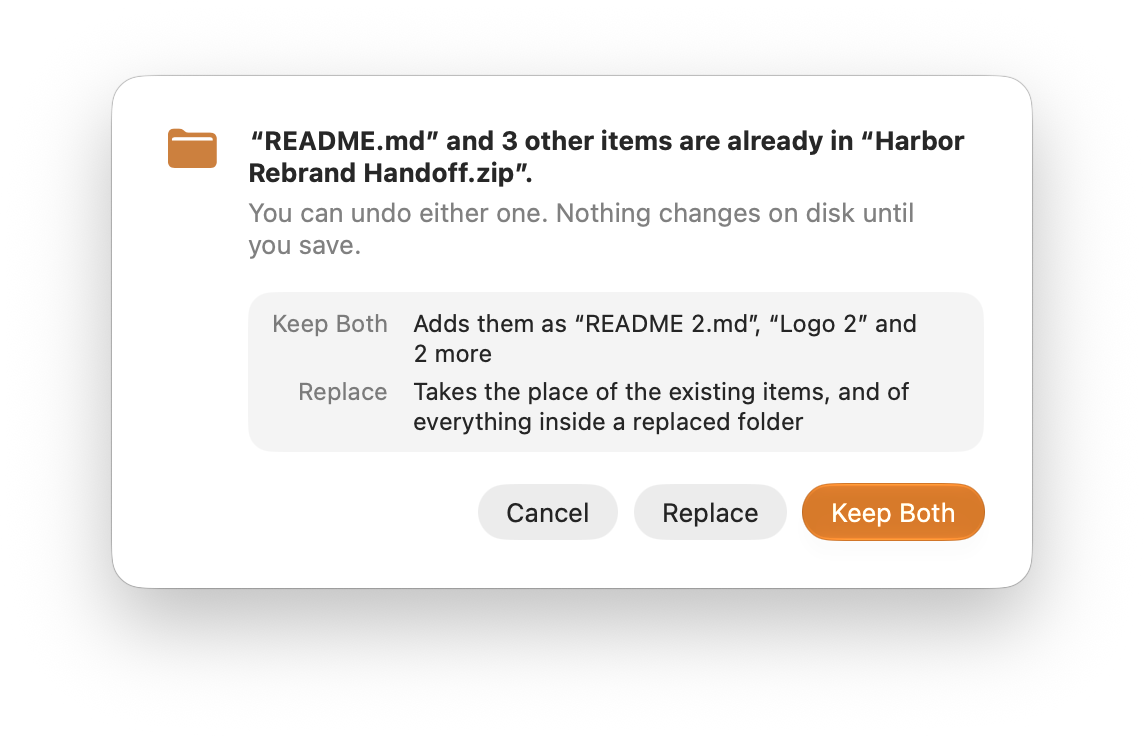 “README.md” and 3 other items are already in “Harbor
Rebrand Handoff.zip”.
You can undo either one. Nothing changes on disk until
you save.
Keep Both Adds them as “README 2.md”, “Logo 2” and
2 more
Replace Takes the place of the existing items, and of
everything inside a replaced folder
Cancel Replace Keep Both